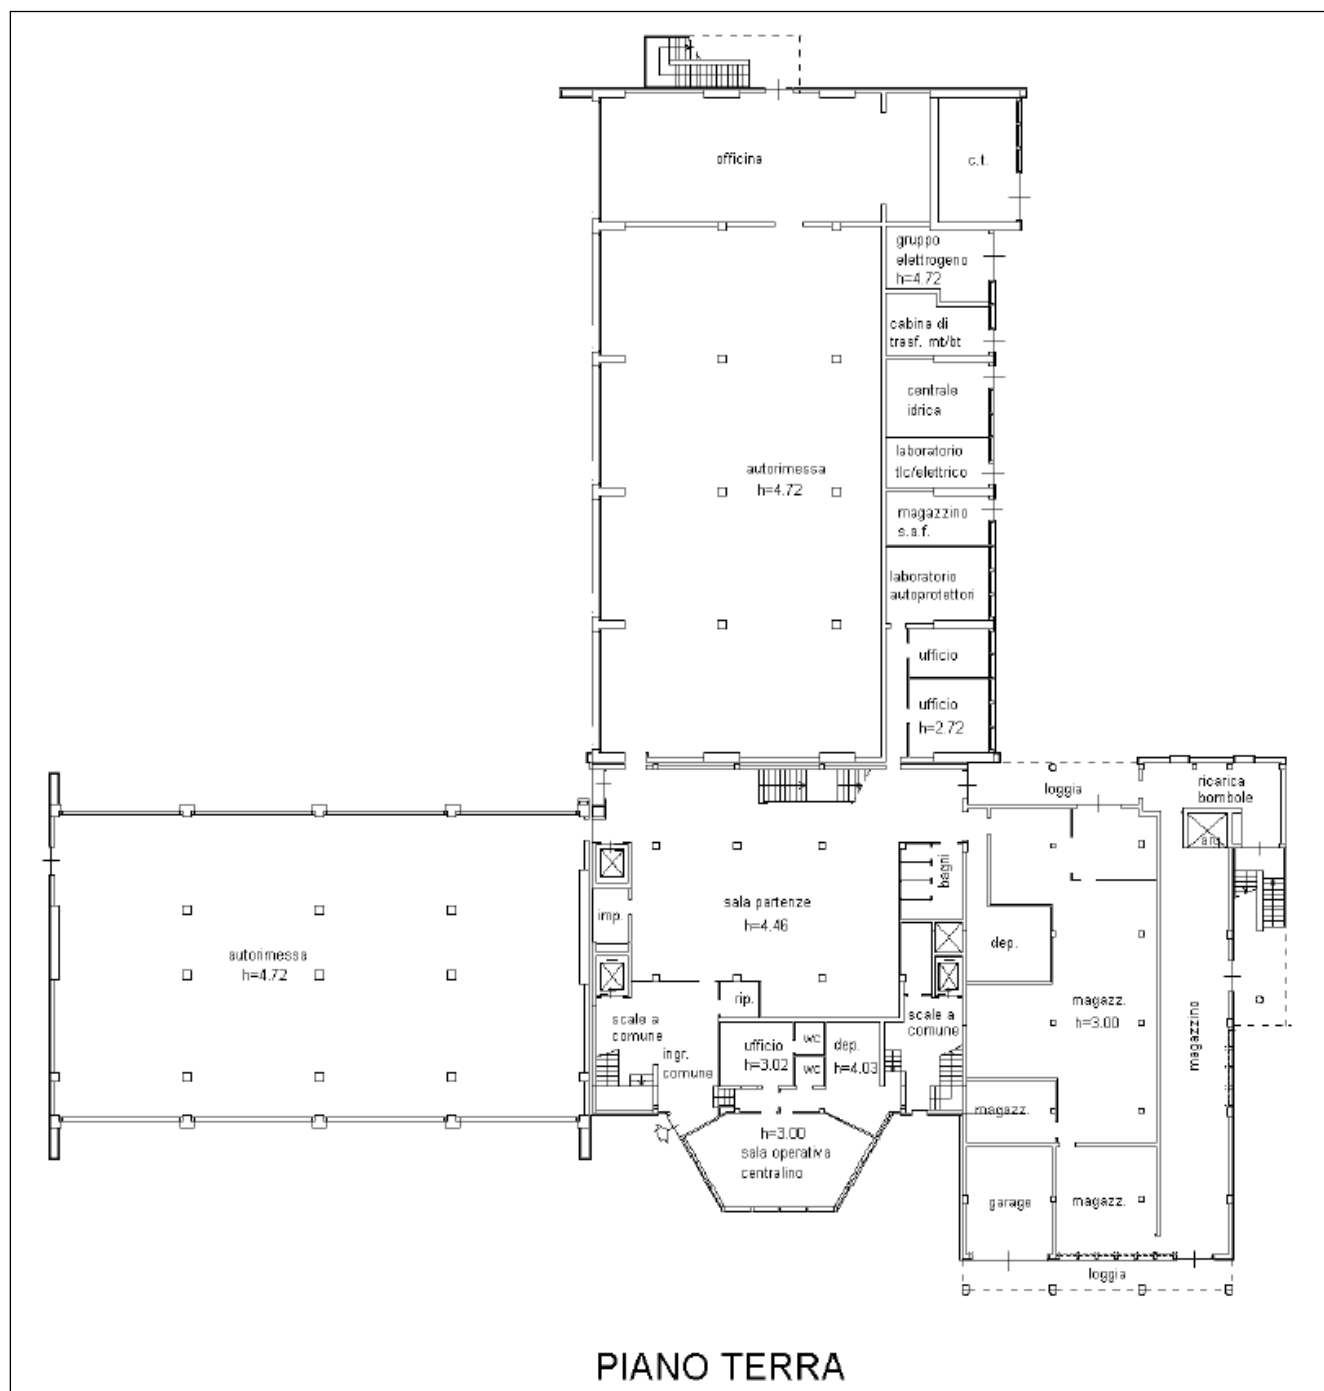 officina
c.t.
gruppo
elettrogeno
h=4.72
cabina di
trasf. mt/bt
centrale
idrica
laboratorio
tlc/elettrico
autorimessa
h=4.72
magazzino
s.a.f.
laboratorio
autoprotettori
ufficio
ufficio
h=2.72
loggia
ricarica
bombole
bagni
imp.
sala partenze
h=4.46
dep.
autorimessa
h=4.72
rip.
magazz.
h=3.00
magazzino
scale a
comune
ingr.
comune
ufficio
h=3.02
wc
wc
dep.
h=4.03
scale a
comune
magazz.
h=3.00
sala operativa
centralino
garage
magazz.
loggia
PIANO TERRA